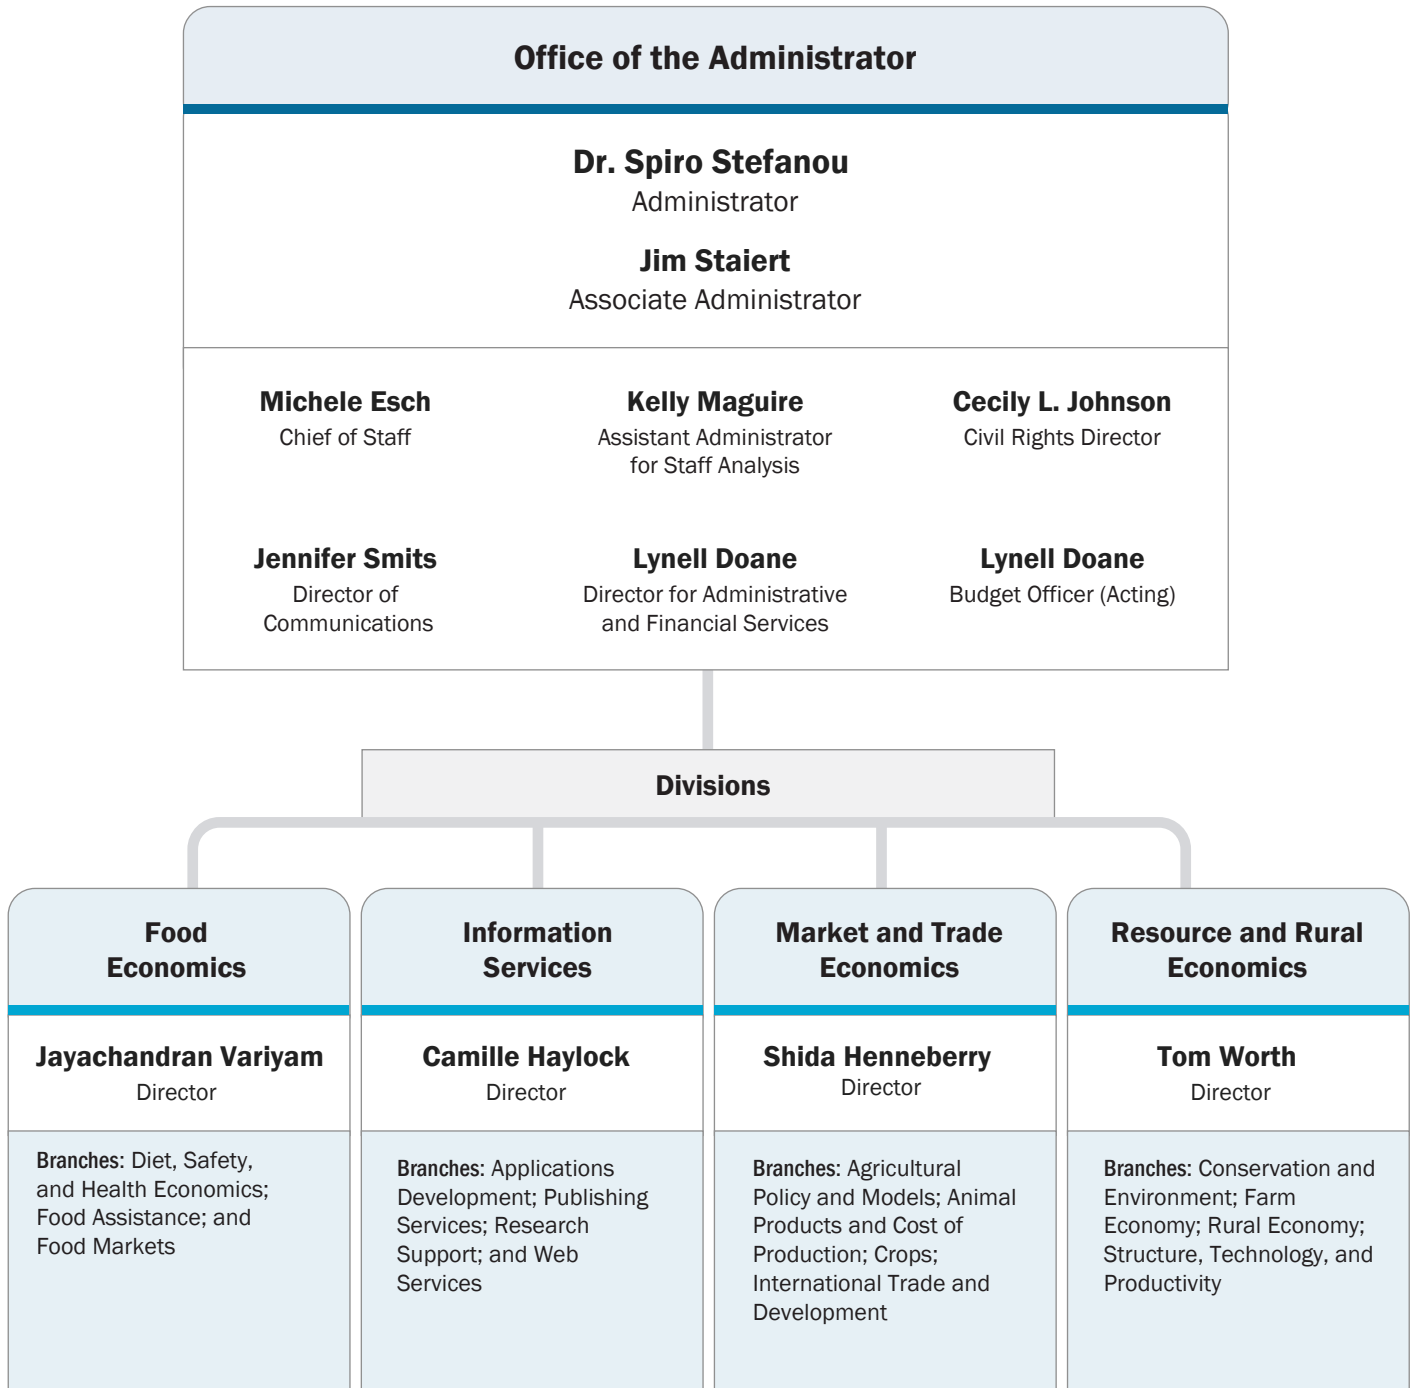 Office of the Administrator
Dr. Spiro Stefanou
Administrator
Jim Staiert
Associate Administrator
Michele Esch
Chief of Staff
Kelly Maguire
Assistant Administrator
for Staff Analysis
Cecily L. Johnson
Civil Rights Director
Jennifer Smits
Director of
Communications
Lynell Doane
Director for Administrative
and Financial Services
Lynell Doane
Budget Officer (Acting)
Divisions
Food
Economics
Jayachandran Variyam
Director
Branches: Diet, Safety,
and Health Economics;
Food Assistance; and
Food Markets
Information
Services
Camille Haylock
Director
Branches: Applications
Development; Publishing
Services; Research
Support; and Web
Services
Market and Trade
Economics
Shida Henneberry
Director
Branches: Agricultural
Policy and Models; Animal
Products and Cost of
Production; Crops;
International Trade and
Development
Resource and Rural
Economics
Tom Worth
Director
Branches: Conservation and
Environment; Farm
Economy; Rural Economy;
Structure, Technology, and
Productivity